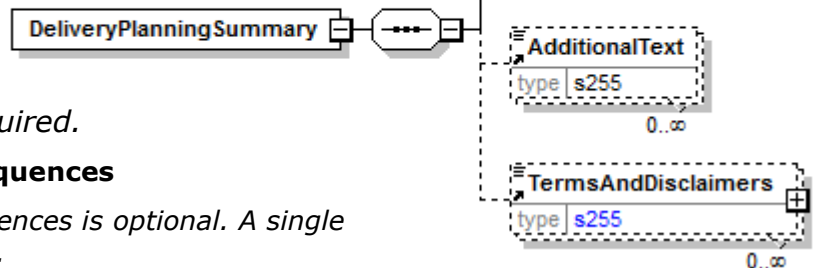 DeliveryPlanningSummary
AdditionalText
type s255
0..∞
uired.
quences
TermsAndDisclaimers
type s255
ences is optional. A single
0..∞